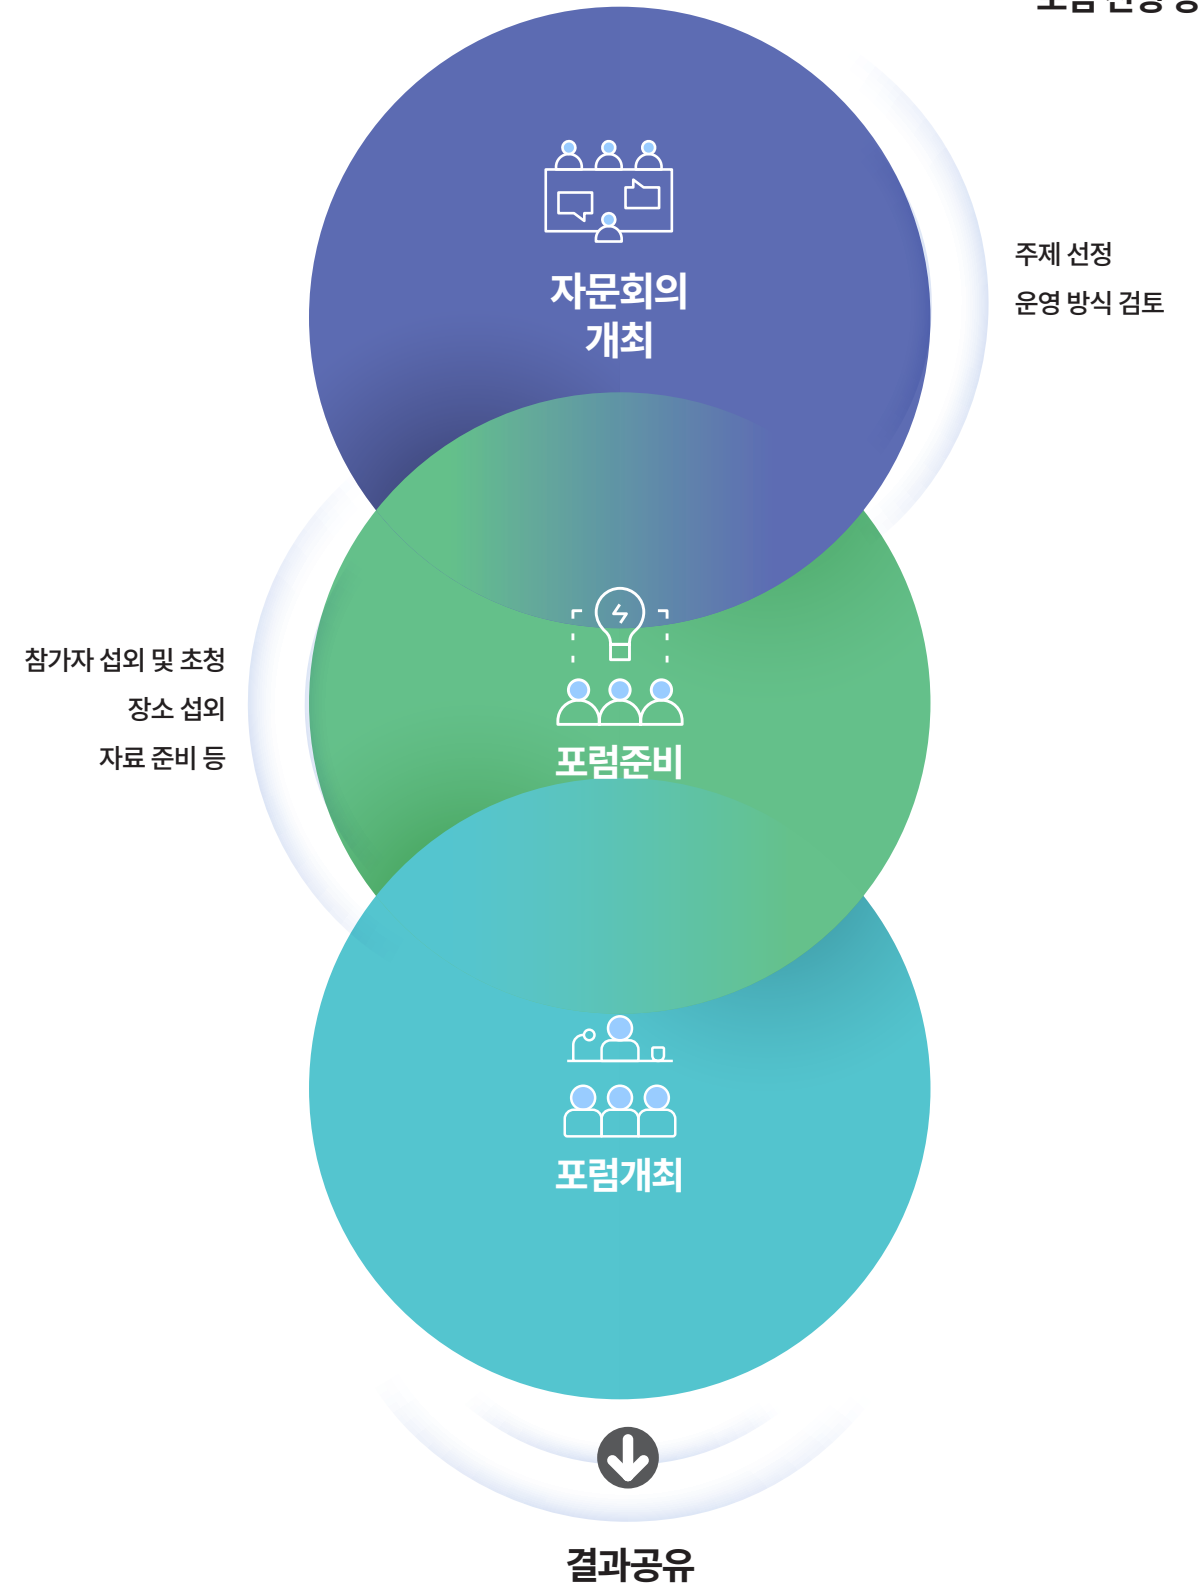 자문회의
개최
주제 선정
운영 방식 검토
참가자 섭외 및 초청
장소 섭외
자료 준비 등
포럼준비
포럼개최
결과공유